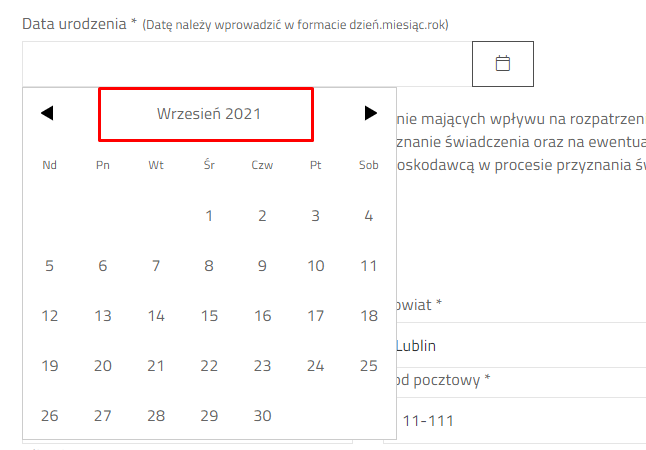 Data urodzenia * (Datę należy wprowadzić w formacie dzień.miesiąc.rok)
Wrzesień 2021
Nd Pn Wt Śr Czw Pt Sob
1 2 3 4
5 6 7 8 9 10 11
12 13 14 15 16 17 18
19 20 21 22 23 24 25
26 27 28 29 30
nie mających wpływu na rozpatrzen
znanie świadczenia oraz na ewentua
oskodawcą w procesie przyznania św
owiat *
Lublin
od pocztowy *
11-111